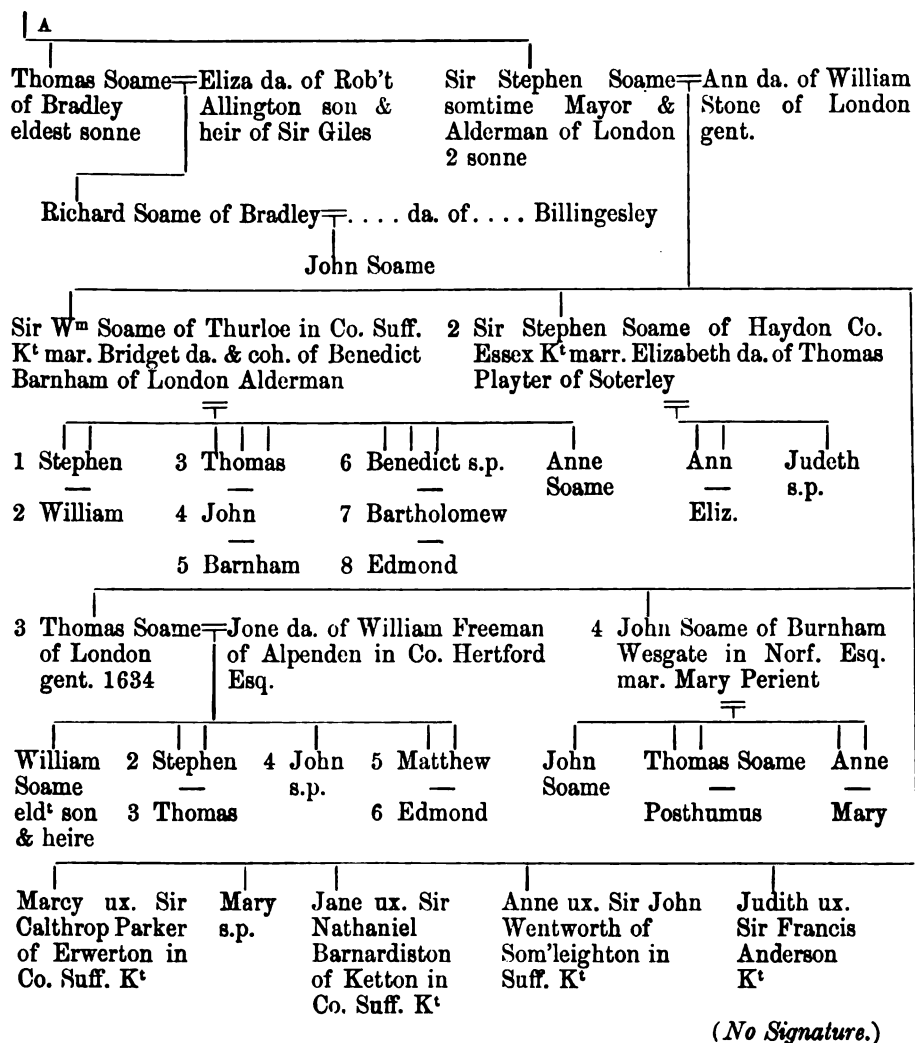 A
Thomas Soame Eliza da. of Rob't Sir Stephen Soame Ann da. of William
of Bradley Allington son & somtime Mayor & Stone of London
eldest sonne heir of Sir Giles Alderman of London gent.
2 sonne
Richard Soame of Bradley . . . . da. of . . . . Billingesley
John Soame
Sir Wm Soame of Thurloe in Co. Suff. 2 Sir Stephen Soame of Haydon Co.
Kt mar. Bridget da. & coh. of Benedict Essex Kt marr. Elizabeth da. of Thomas
Barnham of London Alderman Playter of Soterley
1 Stephen 3 Thomas 6 Benedict s.p. Anne Ann Judeth
Soame s.p.
2 William 4 John 7 Bartholomew Eliz.
5 Barnham 8 Edmond
3 Thomas Soame Jone da. of William Freeman 4 John Soame of Burnham
of London of Alpenden in Co. Hertford Wesgate in Norf. Esq.
gent. 1634 Esq. mar. Mary Perient
William 2 Stephen 4 John 5 Matthew John Thomas Soame Anne
Soame s.p. Soame
eldt son 3 Thomas 6 Edmond Posthumus Mary
& heire
Marcy ux. Sir Mary Jane ux. Sir Anne ux. Sir John Judith ux.
Calthrop Parker s.p. Nathaniel Wentworth of Sir Francis
of Erwerton in Barnardiston Som'leighton in Anderson
Co. Suff. Kt of Ketton in Suff. Kt Kt
Co. Suff. Kt
(No Signature.)